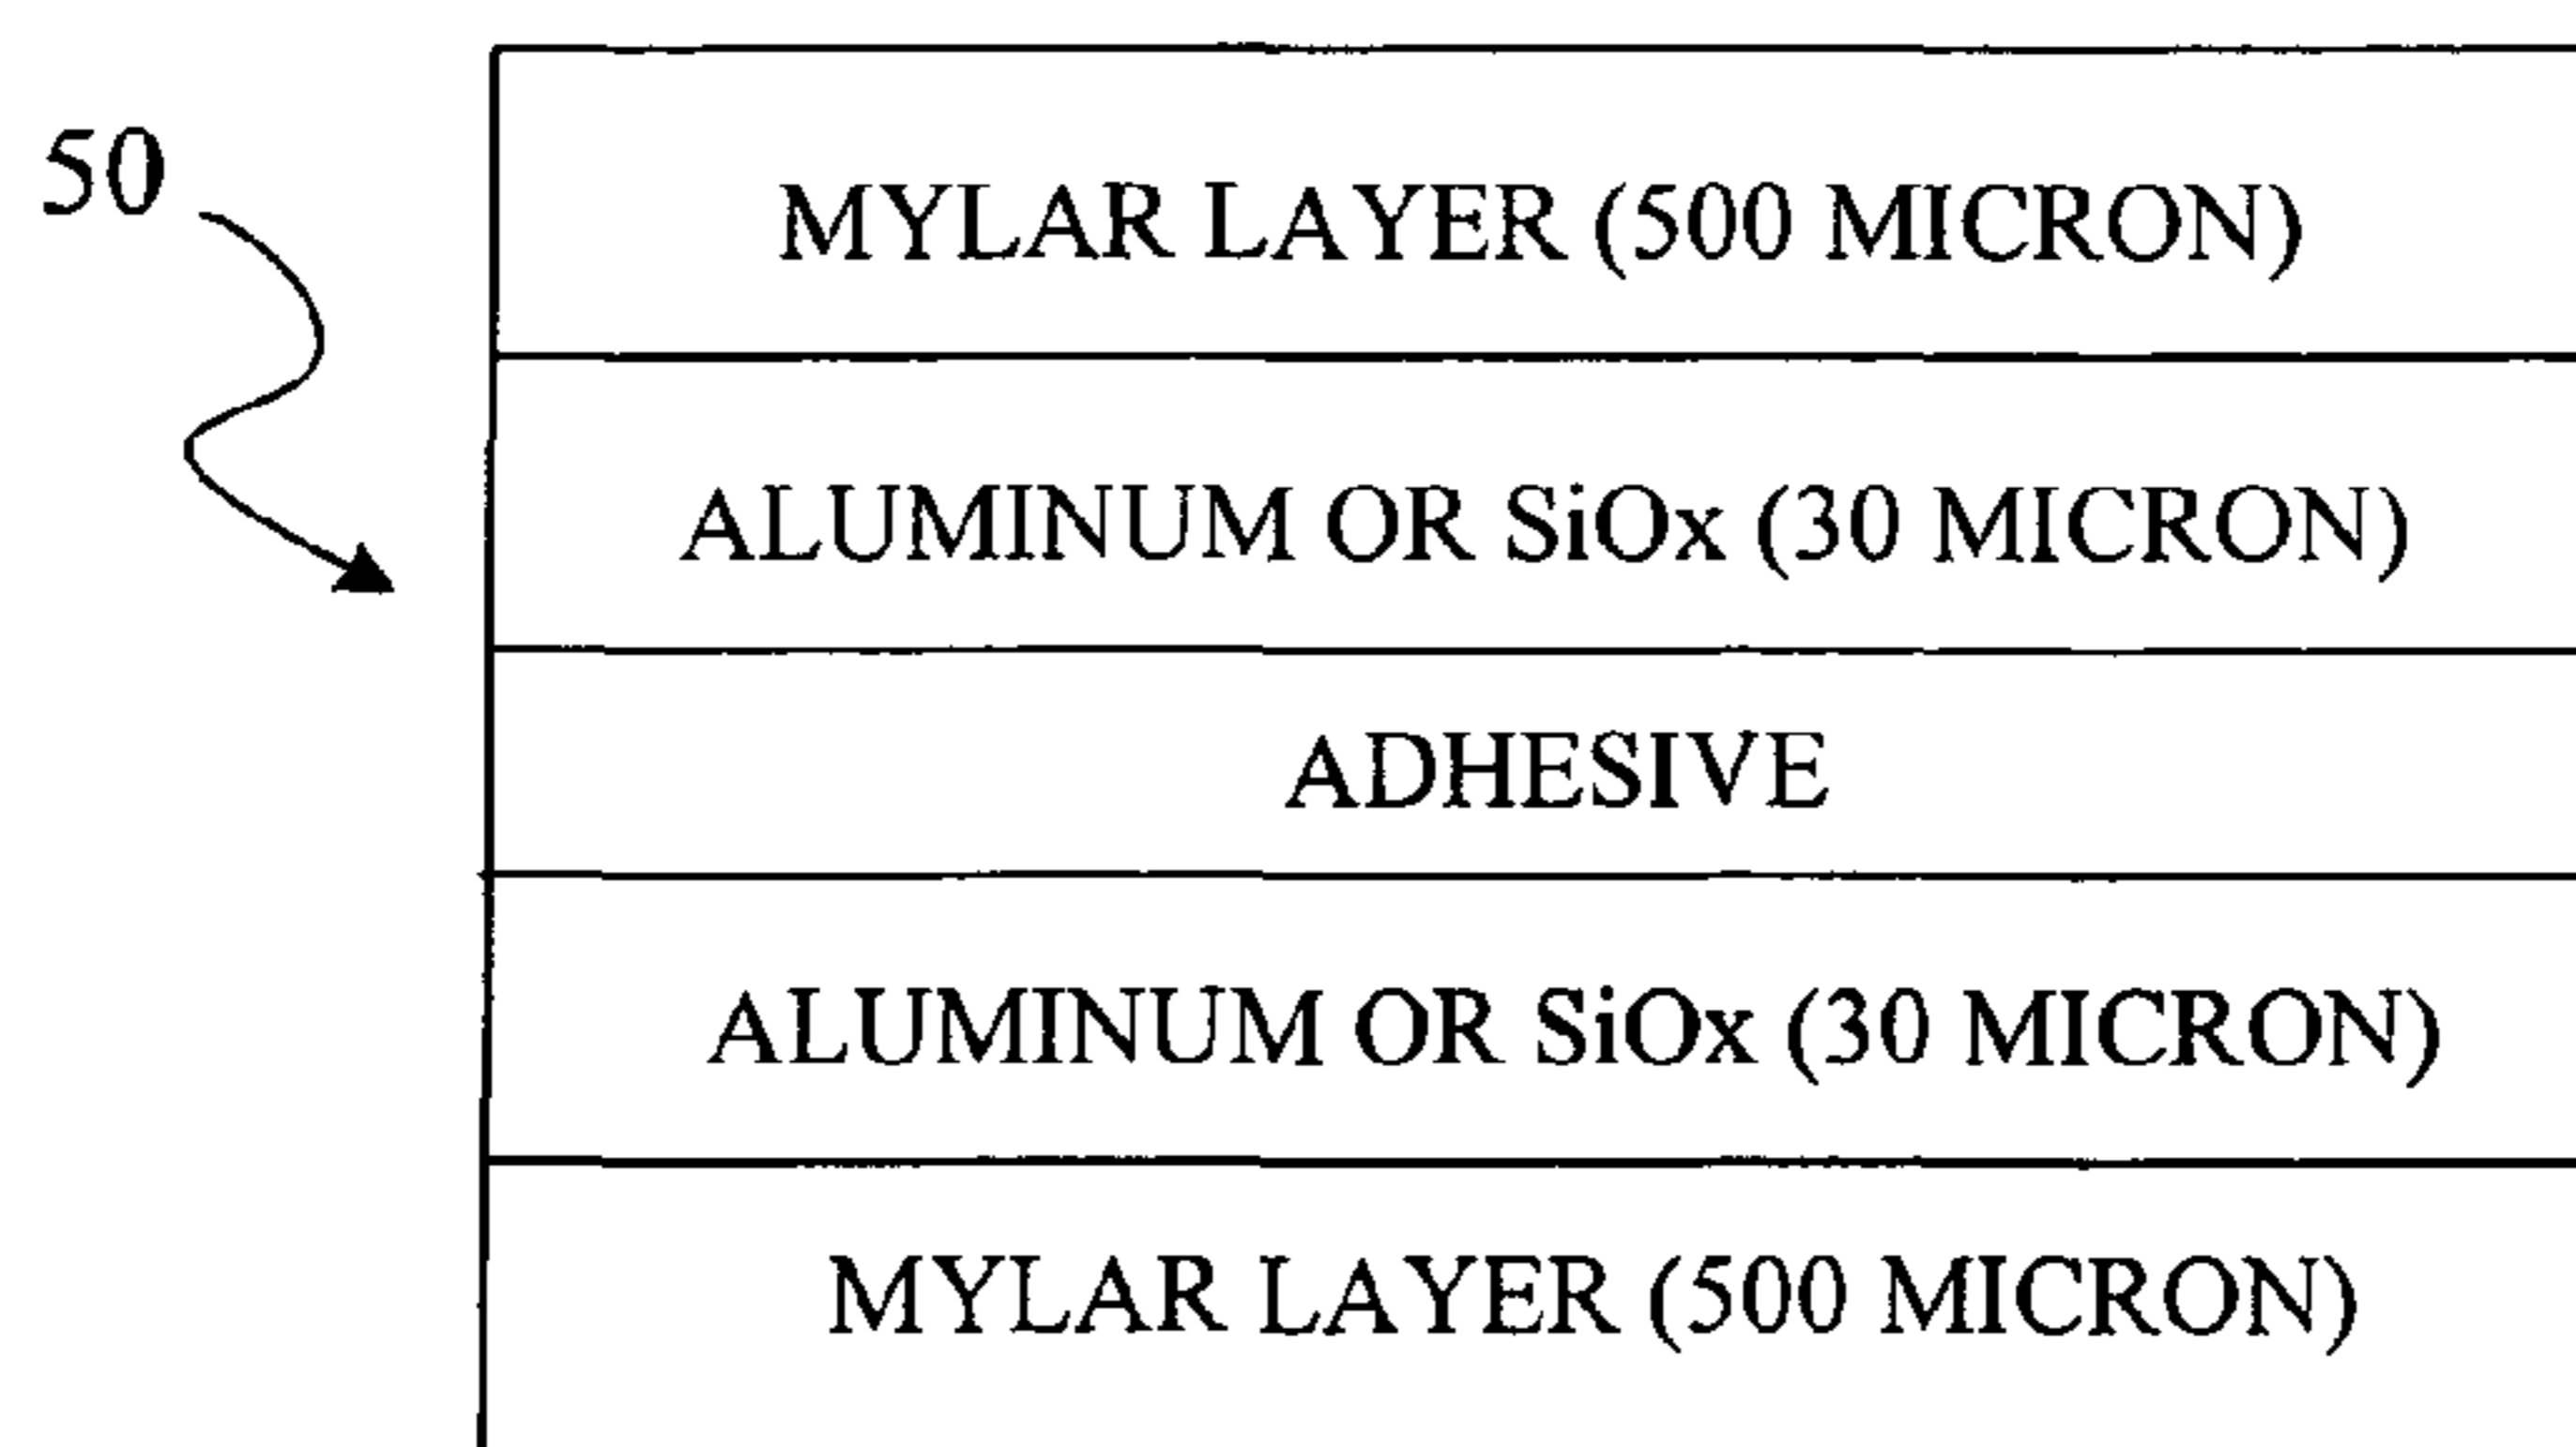 50
MYLAR LAYER (500 MICRON)
ALUMINUM OR SiOx (30 MICRON)
ADHESIVE
ALUMINUM OR SiOx (30 MICRON)
MYLAR LAYER (500 MICRON)